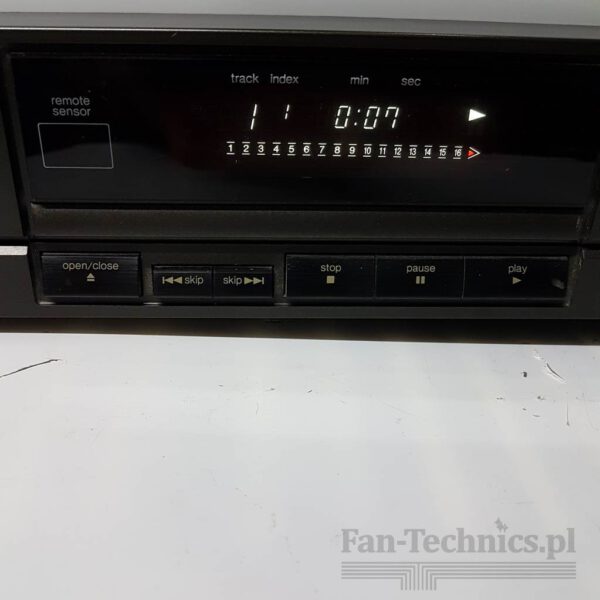 track index min sec
remote
sensor
1 1 0:07
1 2 3 4 5 6 7 8 9 10 11 12 13 14 15 16
open/close
skip
skip
stop
pause
play
Fan-Technics.pl